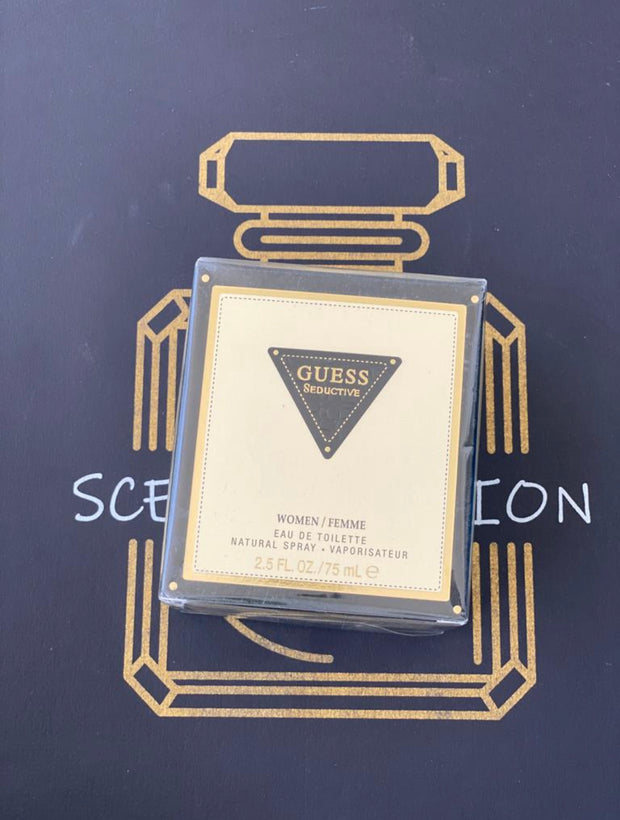 GUESS
SEDUCTIVE
SCE
ION
WOMEN / FEMME
EAU DE TOILETTE
NATURAL SPRAY • VAPORISATEUR
2.5 FL. OZ./75 mL ℮